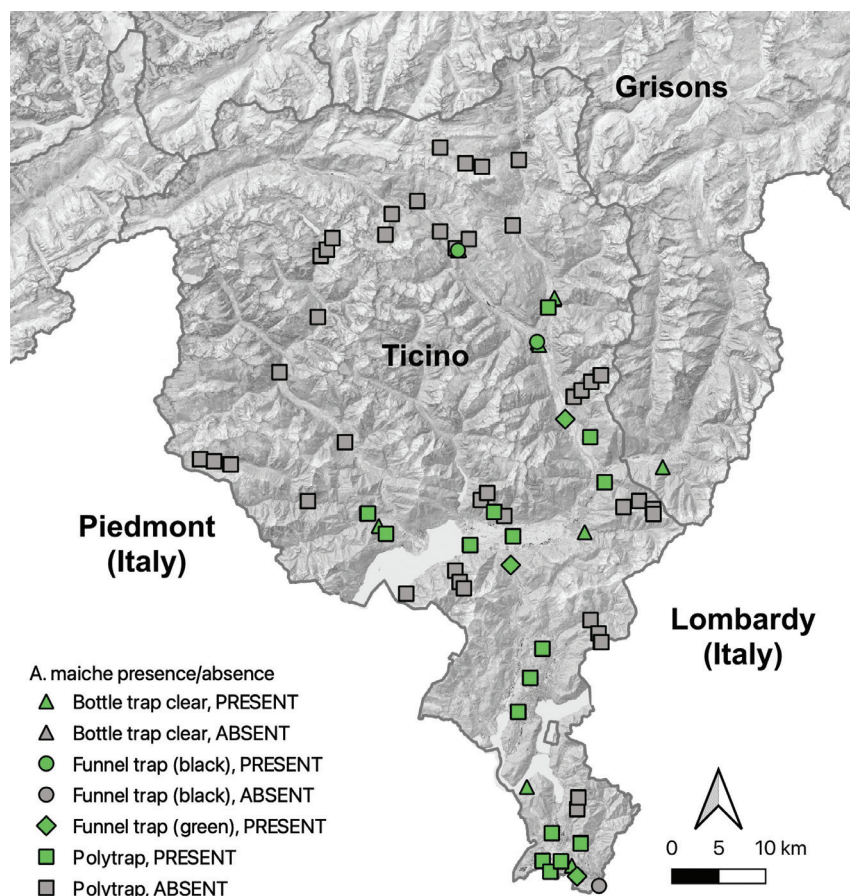 Grisons
Ticino
Piedmont
(Italy)
Lombardy
(Italy)
A. maiche presence/absence
Bottle trap clear, PRESENT
Bottle trap clear, ABSENT
Funnel trap (black), PRESENT
Funnel trap (black), ABSENT
Funnel trap (green), PRESENT
Polytrap, PRESENT
Polytrap, ABSENT
0 5 10 km